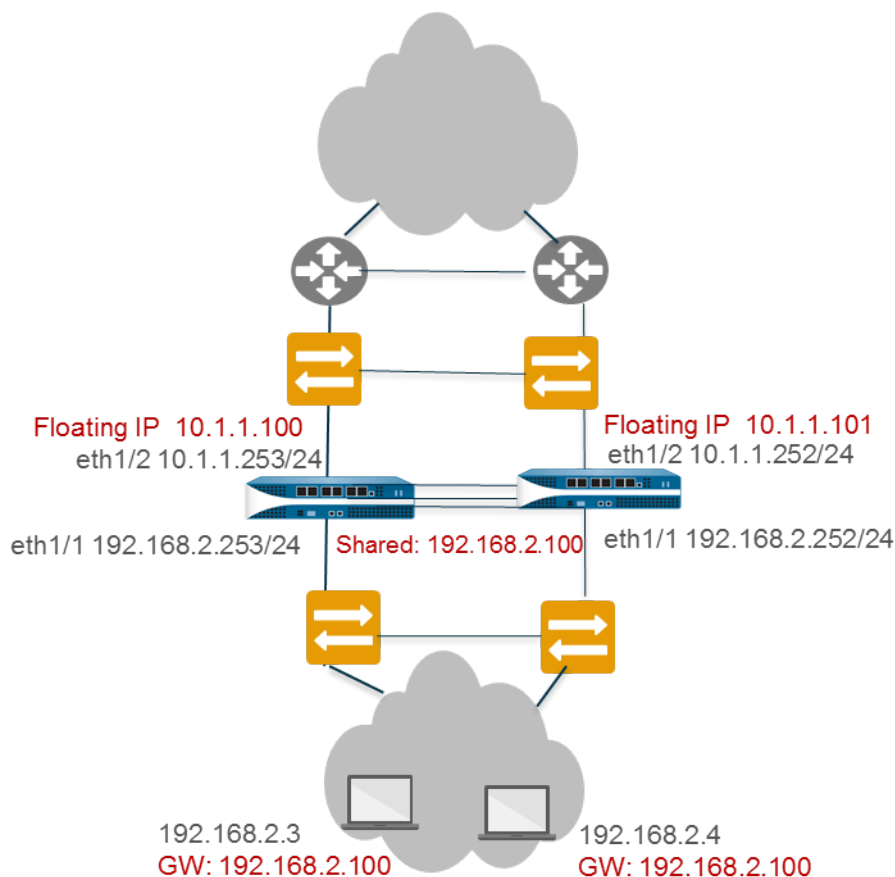 Floating IP 10.1.1.100
eth1/2 10.1.1.253/24
Floating IP 10.1.1.101
eth1/2 10.1.1.252/24
eth1/1 192.168.2.253/24
Shared: 192.168.2.100
eth1/1 192.168.2.252/24
192.168.2.3
GW: 192.168.2.100
192.168.2.4
GW: 192.168.2.100